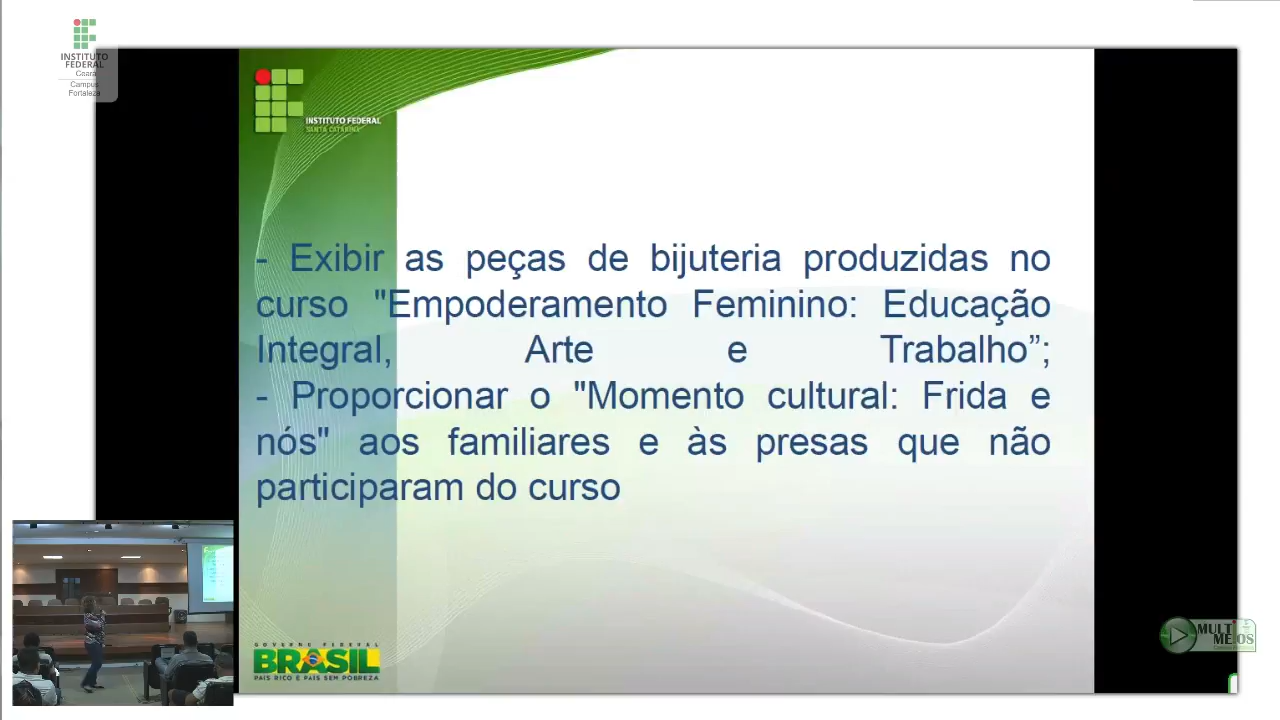 INSTITUTO
FEDERAL
Ceará
Campus
Fortaleza
INSTITUTO FEDERAL
SANTA CATARINA
- Exibir as peças de bijuteria produzidas no
curso "Empoderamento Feminino: Educação
Integral, Arte e Trabalho”;
- Proporcionar o "Momento cultural: Frida e
nós" aos familiares e às presas que não
participaram do curso
GOVERNO FEDERAL
BRASIL
PAÍS RICO É PAÍS SEM POBREZA
MULTI
MEIOS